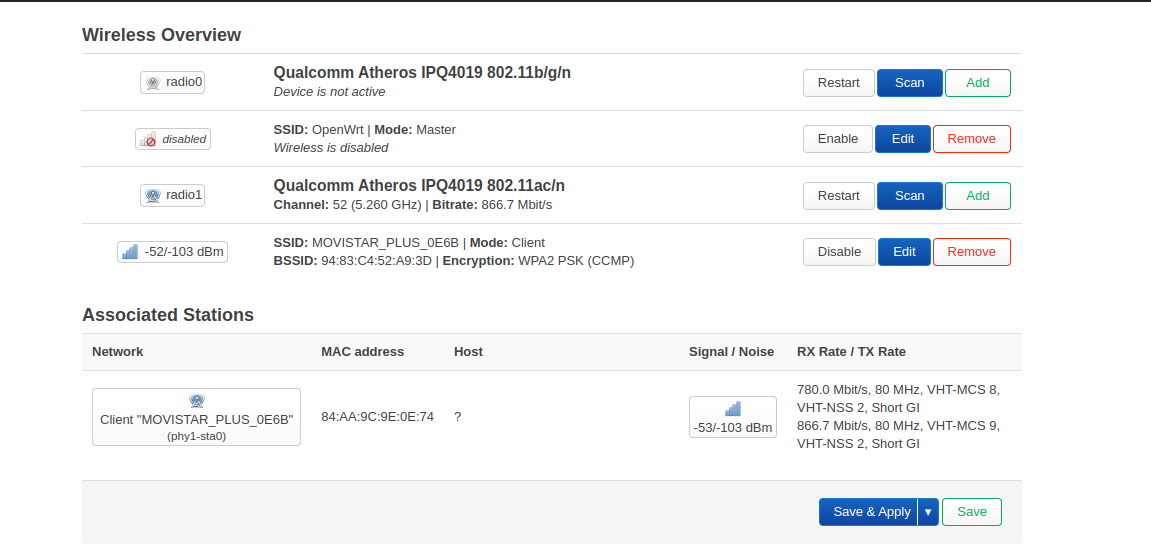 Wireless Overview
radio0
Qualcomm Atheros IPQ4019 802.11b/g/n
Device is not active
Restart
Scan
Add
disabled
SSID: OpenWrt | Mode: Master
Wireless is disabled
Enable
Edit
Remove
radio1
Qualcomm Atheros IPQ4019 802.11ac/n
Channel: 52 (5.260 GHz) | Bitrate: 866.7 Mbit/s
Restart
Scan
Add
-52/-103 dBm
SSID: MOVISTAR_PLUS_0E6B | Mode: Client
BSSID: 94:83:C4:52:A9:3D | Encryption: WPA2 PSK (CCMP)
Disable
Edit
Remove
Associated Stations
Network
MAC address
Host
Signal / Noise
RX Rate / TX Rate
Client "MOVISTAR_PLUS_0E6B"
(phy1-sta0)
84:AA:9C:9E:0E:74
?
-53/-103 dBm
780.0 Mbit/s, 80 MHz, VHT-MCS 8,
VHT-NSS 2, Short GI
866.7 Mbit/s, 80 MHz, VHT-MCS 9,
VHT-NSS 2, Short GI
Save & Apply
Save